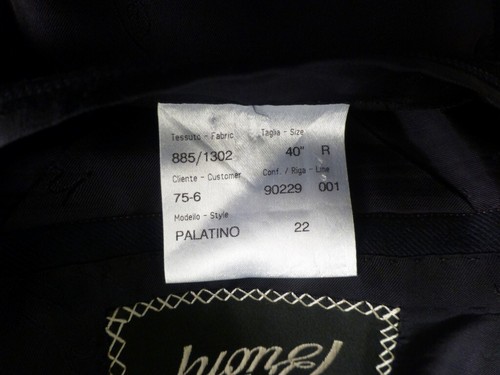 Tessuto - Fabric Taglia - Size
885/1302 40" R
Cliente - Customer Conf. / Riga - Line
75-6 90229 001
Modello - Style
PALATINO 22
Brioni